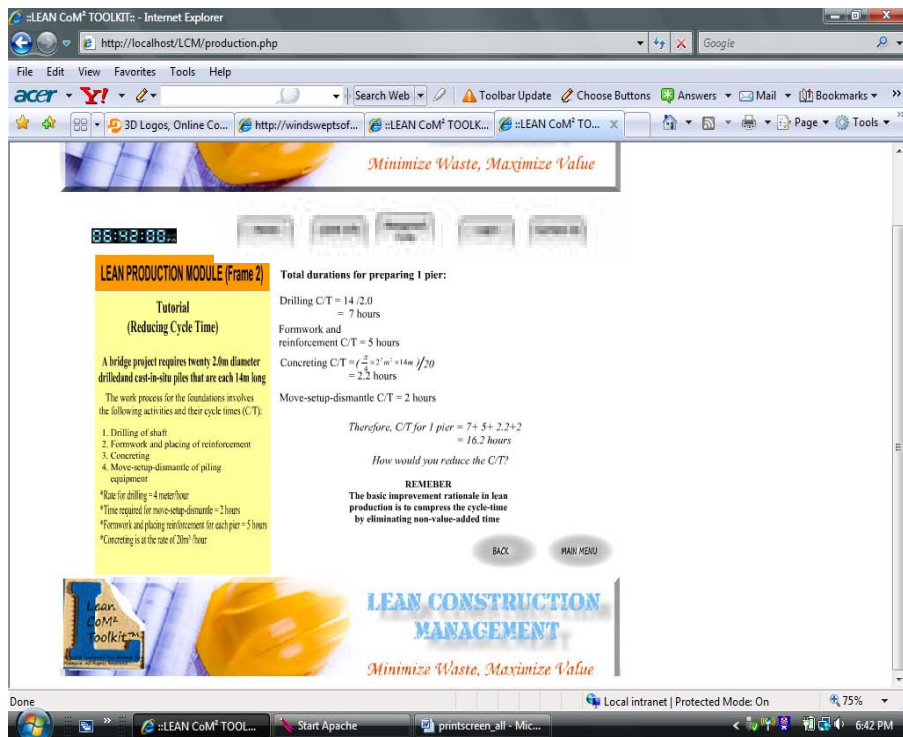 ::LEAN CoM² TOOLKIT:: - Internet Explorer
http://localhost/LCM/production.php
Google
File Edit View Favorites Tools Help
acer Y! Search Web Toolbar Update Choose Buttons Answers Mail Bookmarks
3D Logos, Online Co... http://windsweptsof... ::LEAN CoM² TOOLK... ::LEAN CoM² TO... Page Tools
Minimize Waste, Maximize Value
LEAN PRODUCTION MODULE (Frame 2)
Tutorial
(Reducing Cycle Time)
A bridge project requires twenty 2.0m diameter
drilledand cast-in-situ piles that are each 14m long
The work process for the foundations involves
the following activities and their cycle times (C/T):
1. Drilling of shaft
2. Formwork and placing of reinforcement
3. Concreting
4. Move-setup-dismantle of piling
equipment
*Rate for drilling = 4 meter/hour
*Time required for move-setup-dismantle = 2 hours
*Formwork and placing reinforcement for each pier = 5 hours
*Concreting is at the rate of 20m³ /hour
Total durations for preparing 1 pier:
Drilling C/T = 14 /2.0
= 7 hours
Formwork and
reinforcement C/T = 5 hours
Concreting C/T = (π/4 × 2² m² × 14m )/20
= 2.2 hours
Move-setup-dismantle C/T = 2 hours
Therefore, C/T for 1 pier = 7+ 5+ 2.2+2
= 16.2 hours
How would you reduce the C/T?
REMEBER
The basic improvement rationale in lean
production is to compress the cycle-time
by eliminating non-value-added time
BACK MAIN MENU
Lean
CoM²
Toolkit™
LEAN CONSTRUCTION
MANAGEMENT
Minimize Waste, Maximize Value
Done Local intranet | Protected Mode: On 75%
::LEAN CoM² TOOL... Start Apache printscreen_all - Mic... 6:42 PM